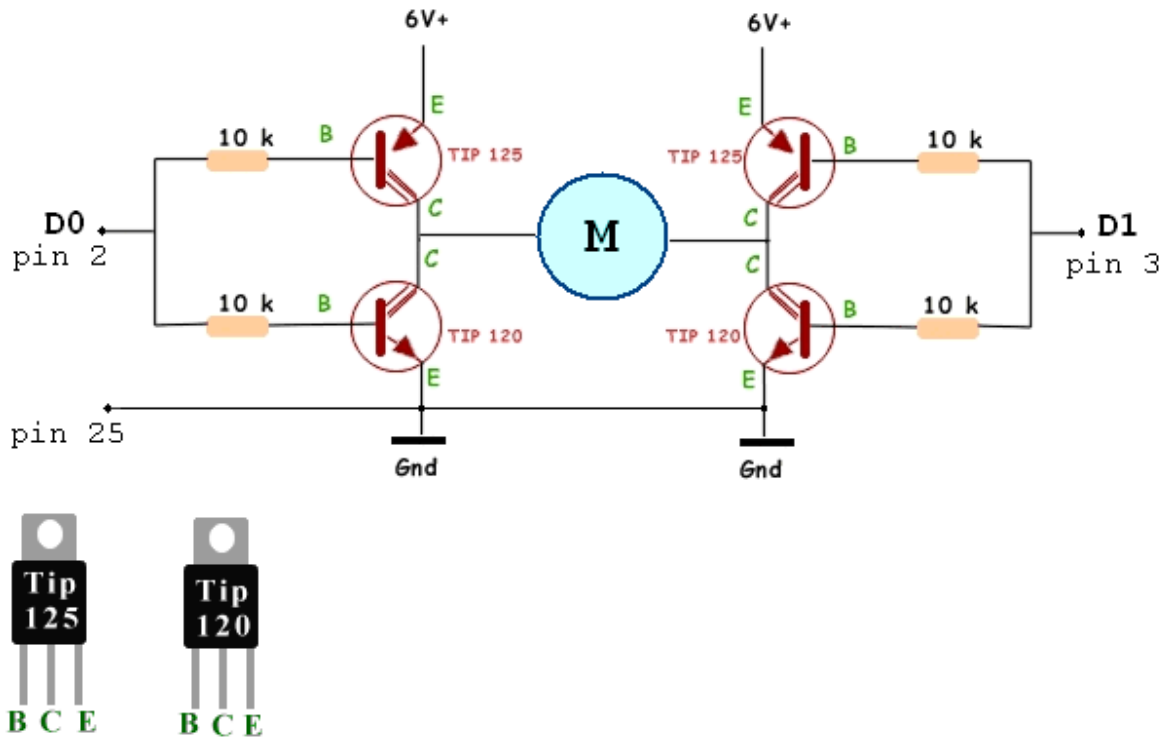 6V+ 6V+
E E
10 k B TIP 125 TIP 125 B 10 k
C C
D0 M D1
pin 2 pin 3
C C
10 k B TIP 120 TIP 120 B 10 k
E E
pin 25
Gnd Gnd
Tip Tip
125 120
B C E B C E